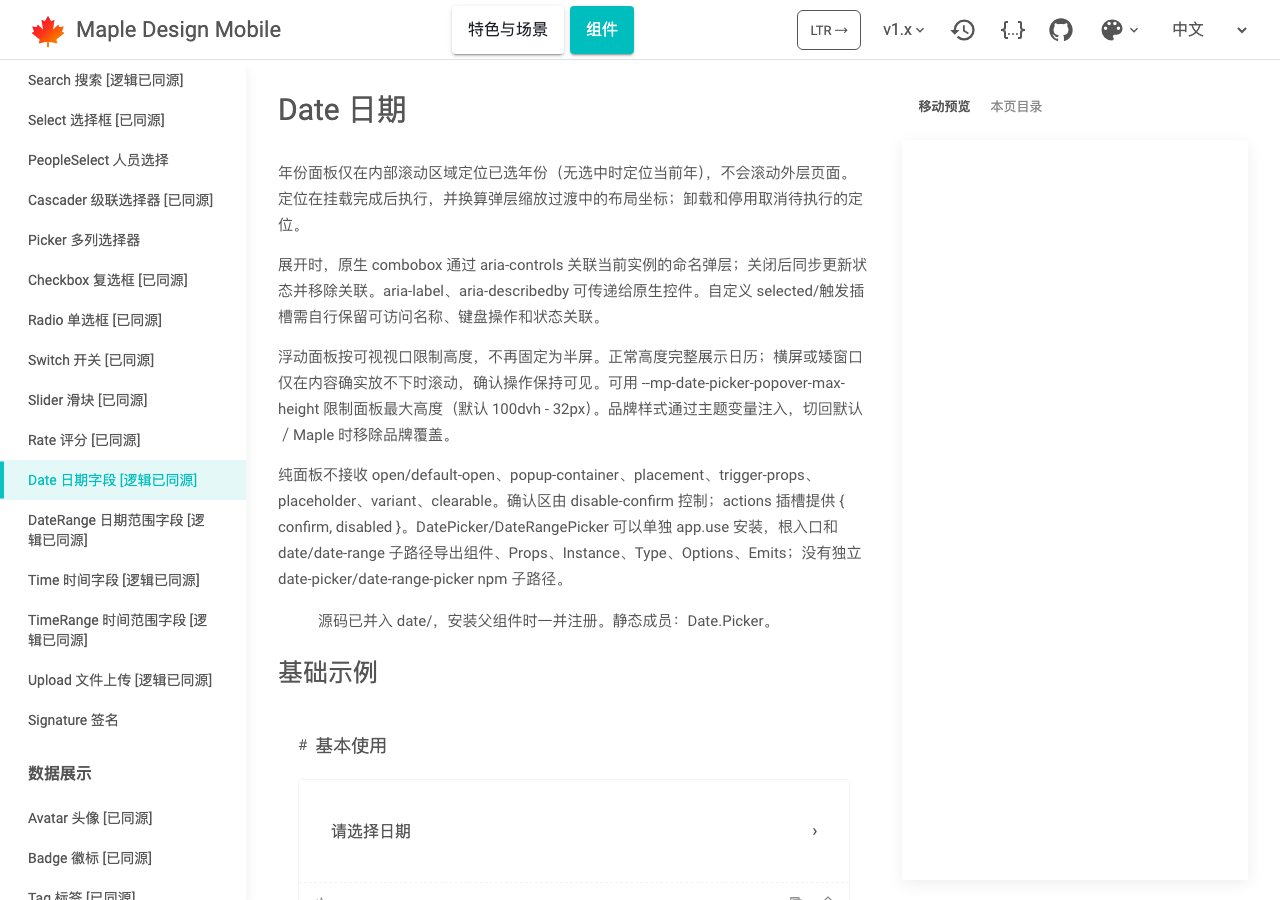 Maple Design Mobile
特色与场景
组件
LTR→
v1.x
中文
Search 搜索 [逻辑已同源]
Select 选择框 [已同源]
PeopleSelect 人员选择
Cascader 级联选择器 [已同源]
Picker 多列选择器
Checkbox 复选框 [已同源]
Radio 单选框 [已同源]
Switch 开关 [已同源]
Slider 滑块 [已同源]
Rate 评分 [已同源]
Date 日期字段 [逻辑已同源]
DateRange 日期范围字段 [逻
辑已同源]
Time 时间字段 [逻辑已同源]
TimeRange 时间范围字段 [逻
辑已同源]
Upload 文件上传 [逻辑已同源]
Signature 签名
数据展示
Avatar 头像 [已同源]
Badge 徽标 [已同源]
Tag 标签 [已同源]
Date 日期
年份面板仅在内部滚动区域定位已选年份（无选中时定位当前年），不会滚动外层页面。
定位在挂载完成后执行，并换算弹层缩放过渡中的布局坐标；卸载和停用取消待执行的定
位。
展开时，原生 combobox 通过 aria-controls 关联当前实例的命名弹层；关闭后同步更新状
态并移除关联。aria-label、aria-describedby 可传递给原生控件。自定义 selected/触发插
槽需自行保留可访问名称、键盘操作和状态关联。
浮动面板按可视视口限制高度，不再固定为半屏。正常高度完整展示日历；横屏或矮窗口
仅在内容确实放不下时滚动，确认操作保持可见。可用 --mp-date-picker-popover-max-
height 限制面板最大高度（默认 100dvh - 32px）。品牌样式通过主题变量注入，切回默认
/ Maple 时移除品牌覆盖。
纯面板不接收 open/default-open、popup-container、placement、trigger-props、
placeholder、variant、clearable。确认区由 disable-confirm 控制；actions 插槽提供 {
confirm, disabled }。DatePicker/DateRangePicker 可以单独 app.use 安装，根入口和
date/date-range 子路径导出组件、Props、Instance、Type、Options、Emits；没有独立
date-picker/date-range-picker npm 子路径。
源码已并入 date/，安装父组件时一并注册。静态成员：Date.Picker。
基础示例
# 基本使用
请选择日期
移动预览
本页目录